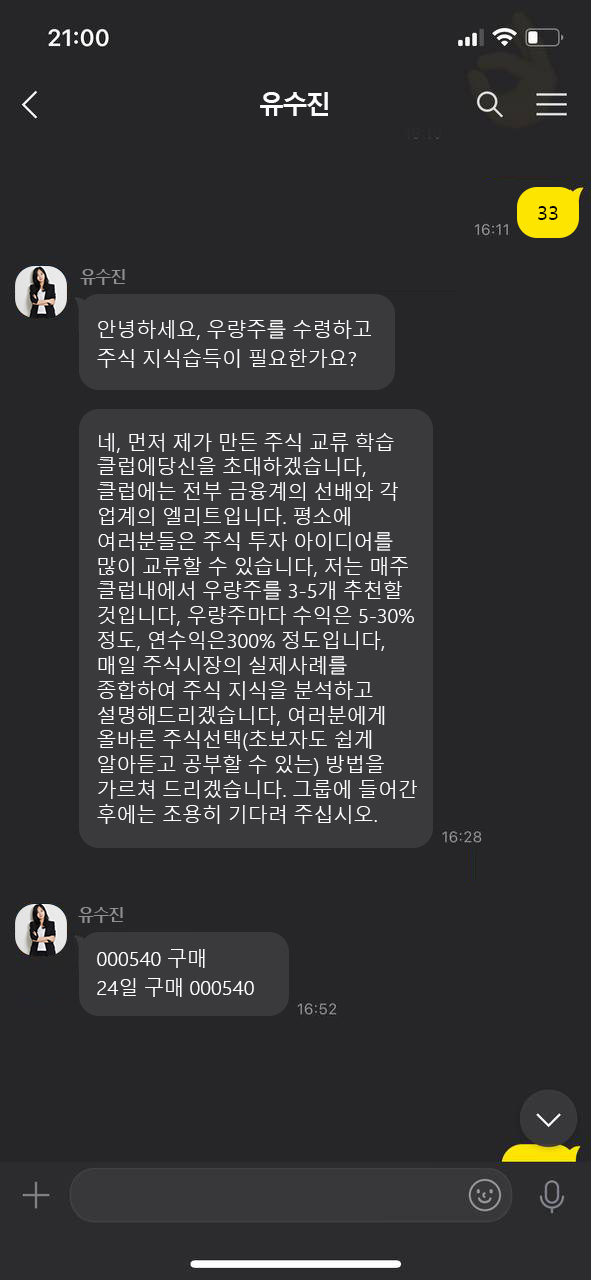 21:00
유수진
33
16:11
유수진
안녕하세요, 우량주를 수령하고
주식 지식습득이 필요한가요?
네, 먼저 제가 만든 주식 교류 학습
클럽에당신을 초대하겠습니다,
클럽에는 전부 금융계의 선배와 각
업계의 엘리트입니다. 평소에
여러분들은 주식 투자 아이디어를
많이 교류할 수 있습니다, 저는 매주
클럽내에서 우량주를 3-5개 추천할
것입니다, 우량주마다 수익은 5-30%
정도, 연수익은300% 정도입니다,
매일 주식시장의 실제사례를
종합하여 주식 지식을 분석하고
설명해드리겠습니다, 여러분에게
올바른 주식선택(초보자도 쉽게
알아듣고 공부할 수 있는) 방법을
가르쳐 드리겠습니다. 그룹에 들어간
후에는 조용히 기다려 주십시오.
16:28
유수진
000540 구매
24일 구매 000540
16:52